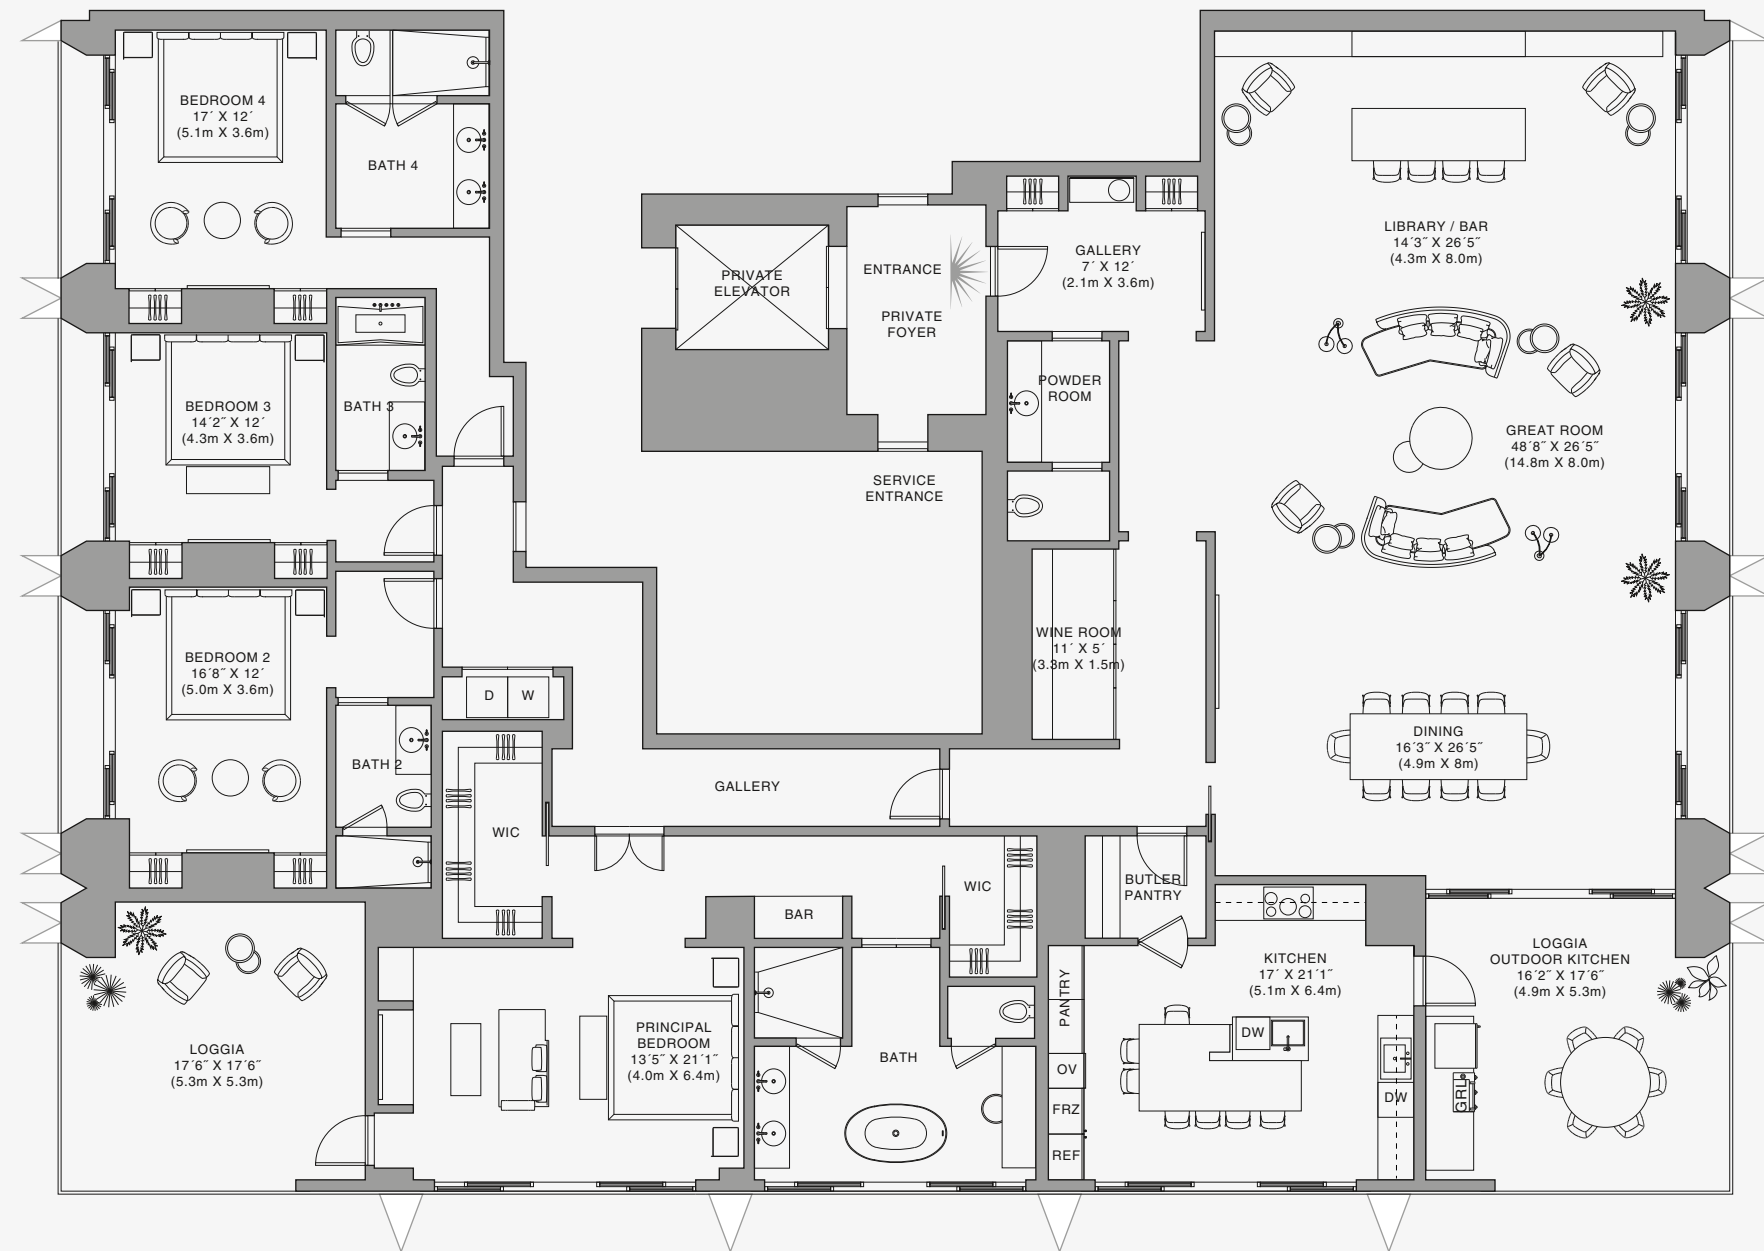 BEDROOM 4
17´ X 12´
(5.1m X 3.6m)
BATH 4
PRIVATE
ELEVATOR
ENTRANCE
PRIVATE
FOYER
GALLERY
7´ X 12´
(2.1m X 3.6m)
LIBRARY / BAR
14´3˝ X 26´5˝
(4.3m X 8.0m)
BEDROOM 3
14´2˝ X 12´
(4.3m X 3.6m)
BATH 3
POWDER
ROOM
GREAT ROOM
48´8˝ X 26´5˝
(14.8m X 8.0m)
SERVICE
ENTRANCE
BEDROOM 2
16´8˝ X 12´
(5.0m X 3.6m)
D
W
WINE ROOM
11´ X 5´
(3.3m X 1.5m)
BATH 2
DINING
16´3˝ X 26´5˝
(4.9m X 8m)
GALLERY
WIC
WIC
BUTLER
PANTRY
BAR
LOGGIA
17´6˝ X 17´6˝
(5.3m X 5.3m)
PRINCIPAL
BEDROOM
13´5˝ X 21´1˝
(4.0m X 6.4m)
BATH
PANTRY
OV
FRZ
REF
KITCHEN
17´ X 21´1˝
(5.1m X 6.4m)
DW
DW
GRL
LOGGIA
OUTDOOR KITCHEN
16´2˝ X 17´6˝
(4.9m X 5.3m)